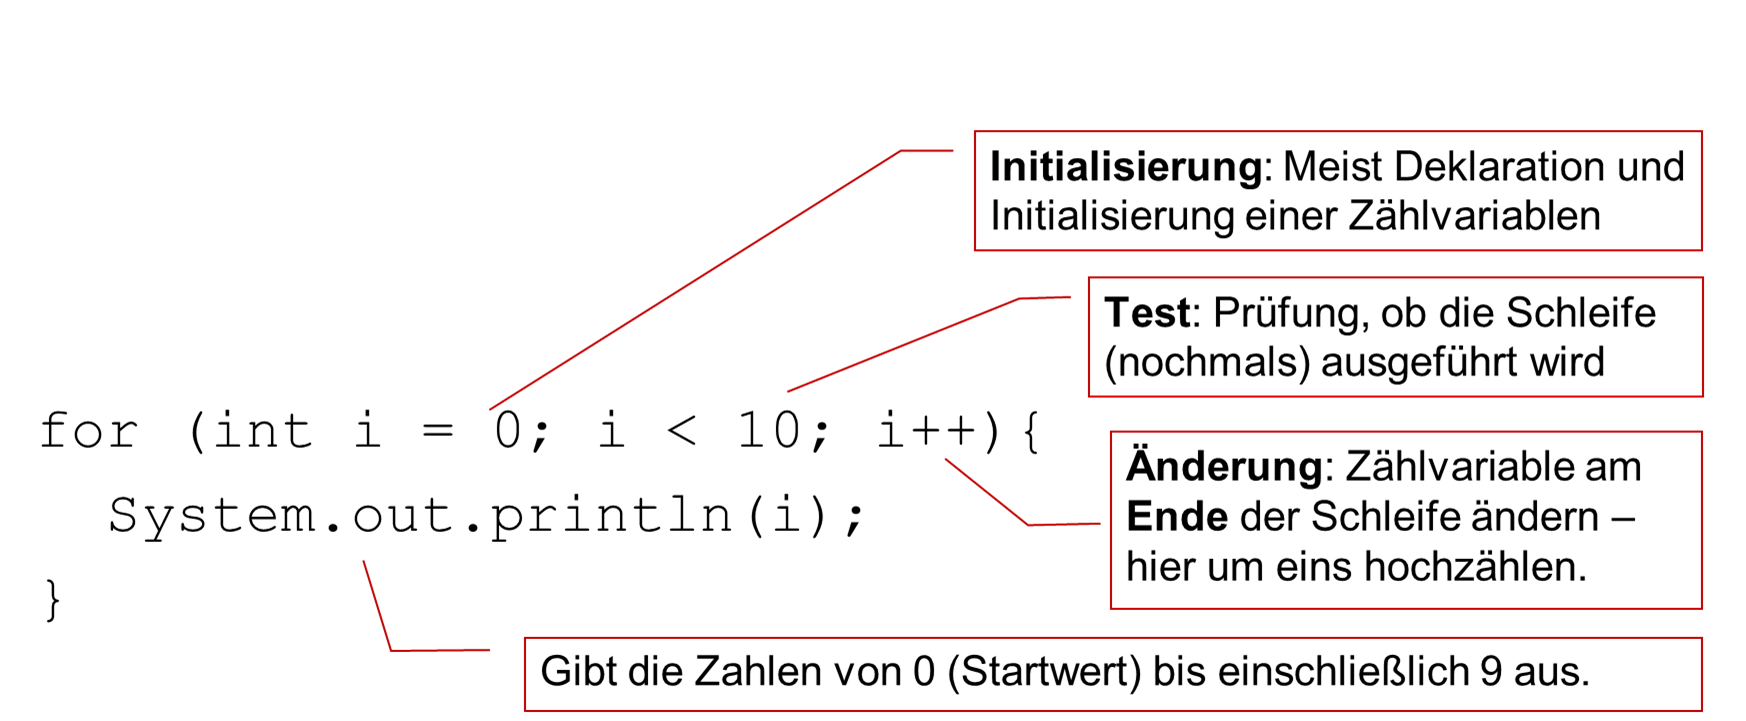 Initialisierung: Meist Deklaration und
Initialisierung einer Zählvariablen
Test: Prüfung, ob die Schleife
(nochmals) ausgeführt wird
for (int i = 0; i < 10; i++){
System.out.println(i);
}
Änderung: Zählvariable am
Ende der Schleife ändern –
hier um eins hochzählen.
Gibt die Zahlen von 0 (Startwert) bis einschließlich 9 aus.